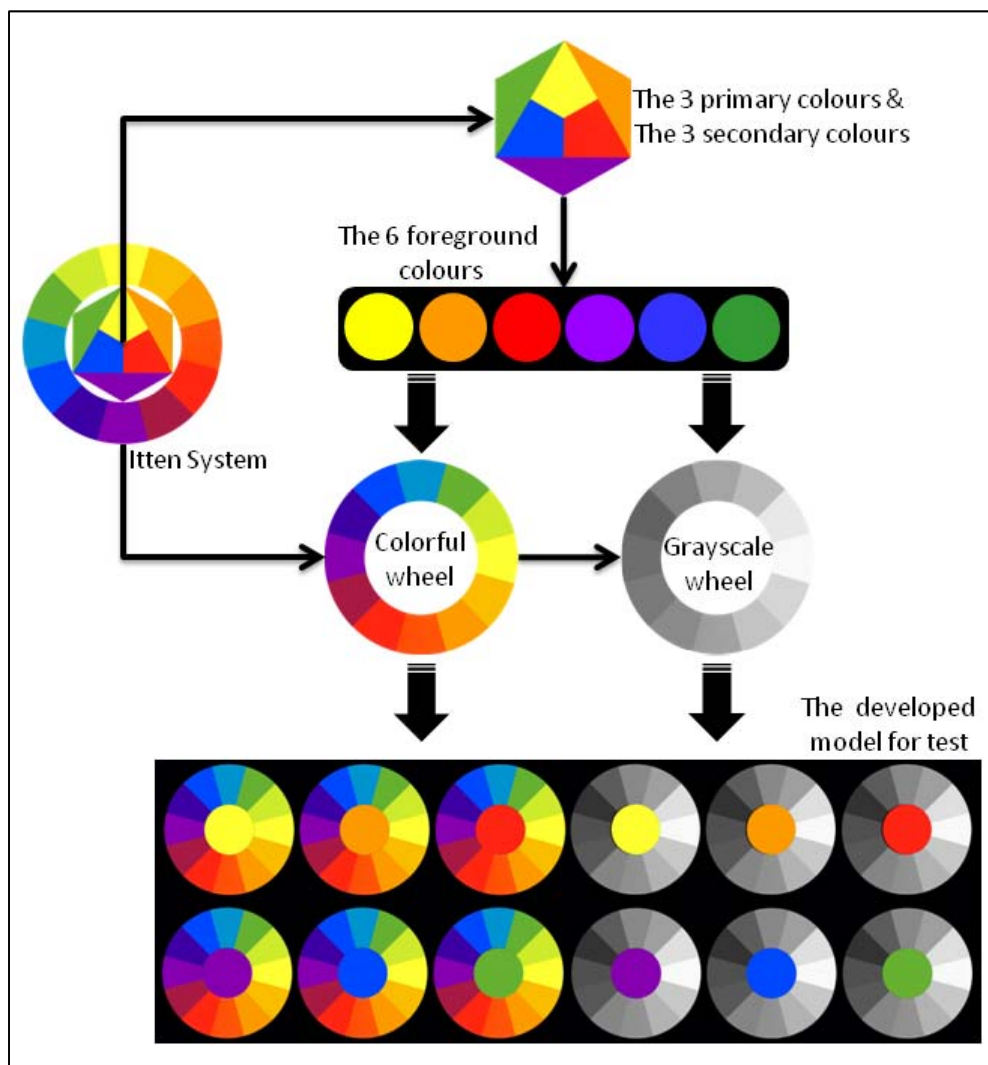 The 3 primary colours &
The 3 secondary colours
The 6 foreground
colours
Itten System
Colorful
wheel
Grayscale
wheel
The developed
model for test